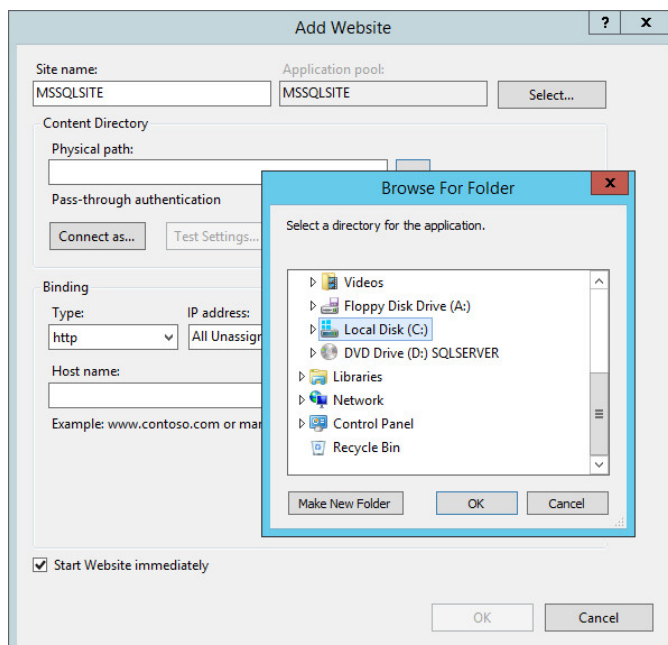 Add Website
? x
Site name:
Application pool:
MSSQLSITE
MSSQLSITE
Select...
Content Directory
Physical path:
Pass-through authentication
Connect as...
Test Settings...
Binding
Type:
IP address:
http
All Unassign
Host name:
Example: www.contoso.com or mar
Start Website immediately
OK
Cancel
Browse For Folder
x
Select a directory for the application.
Videos
Floppy Disk Drive (A:)
Local Disk (C:)
DVD Drive (D:) SQLSERVER
Libraries
Network
Control Panel
Recycle Bin
Make New Folder
OK
Cancel